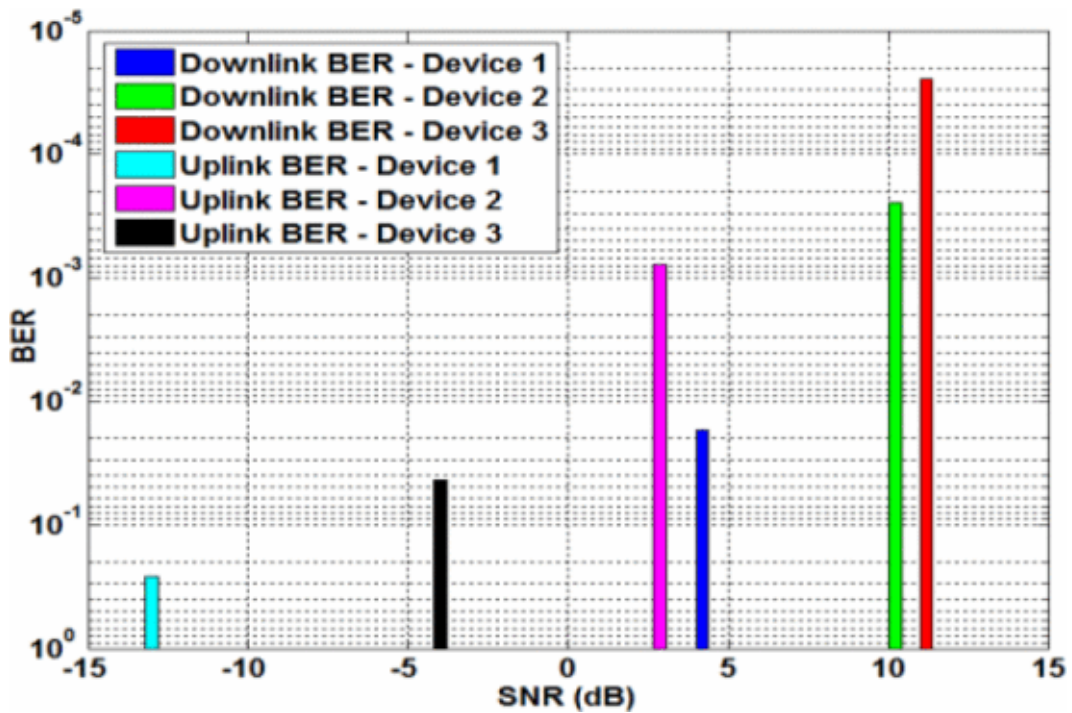 10^-5
Downlink BER - Device 1
Downlink BER - Device 2
Downlink BER - Device 3
Uplink BER - Device 1
Uplink BER - Device 2
Uplink BER - Device 3
10^-4
10^-3
10^-2
10^-1
10^0
BER
-15 -10 -5 0 5 10 15
SNR (dB)